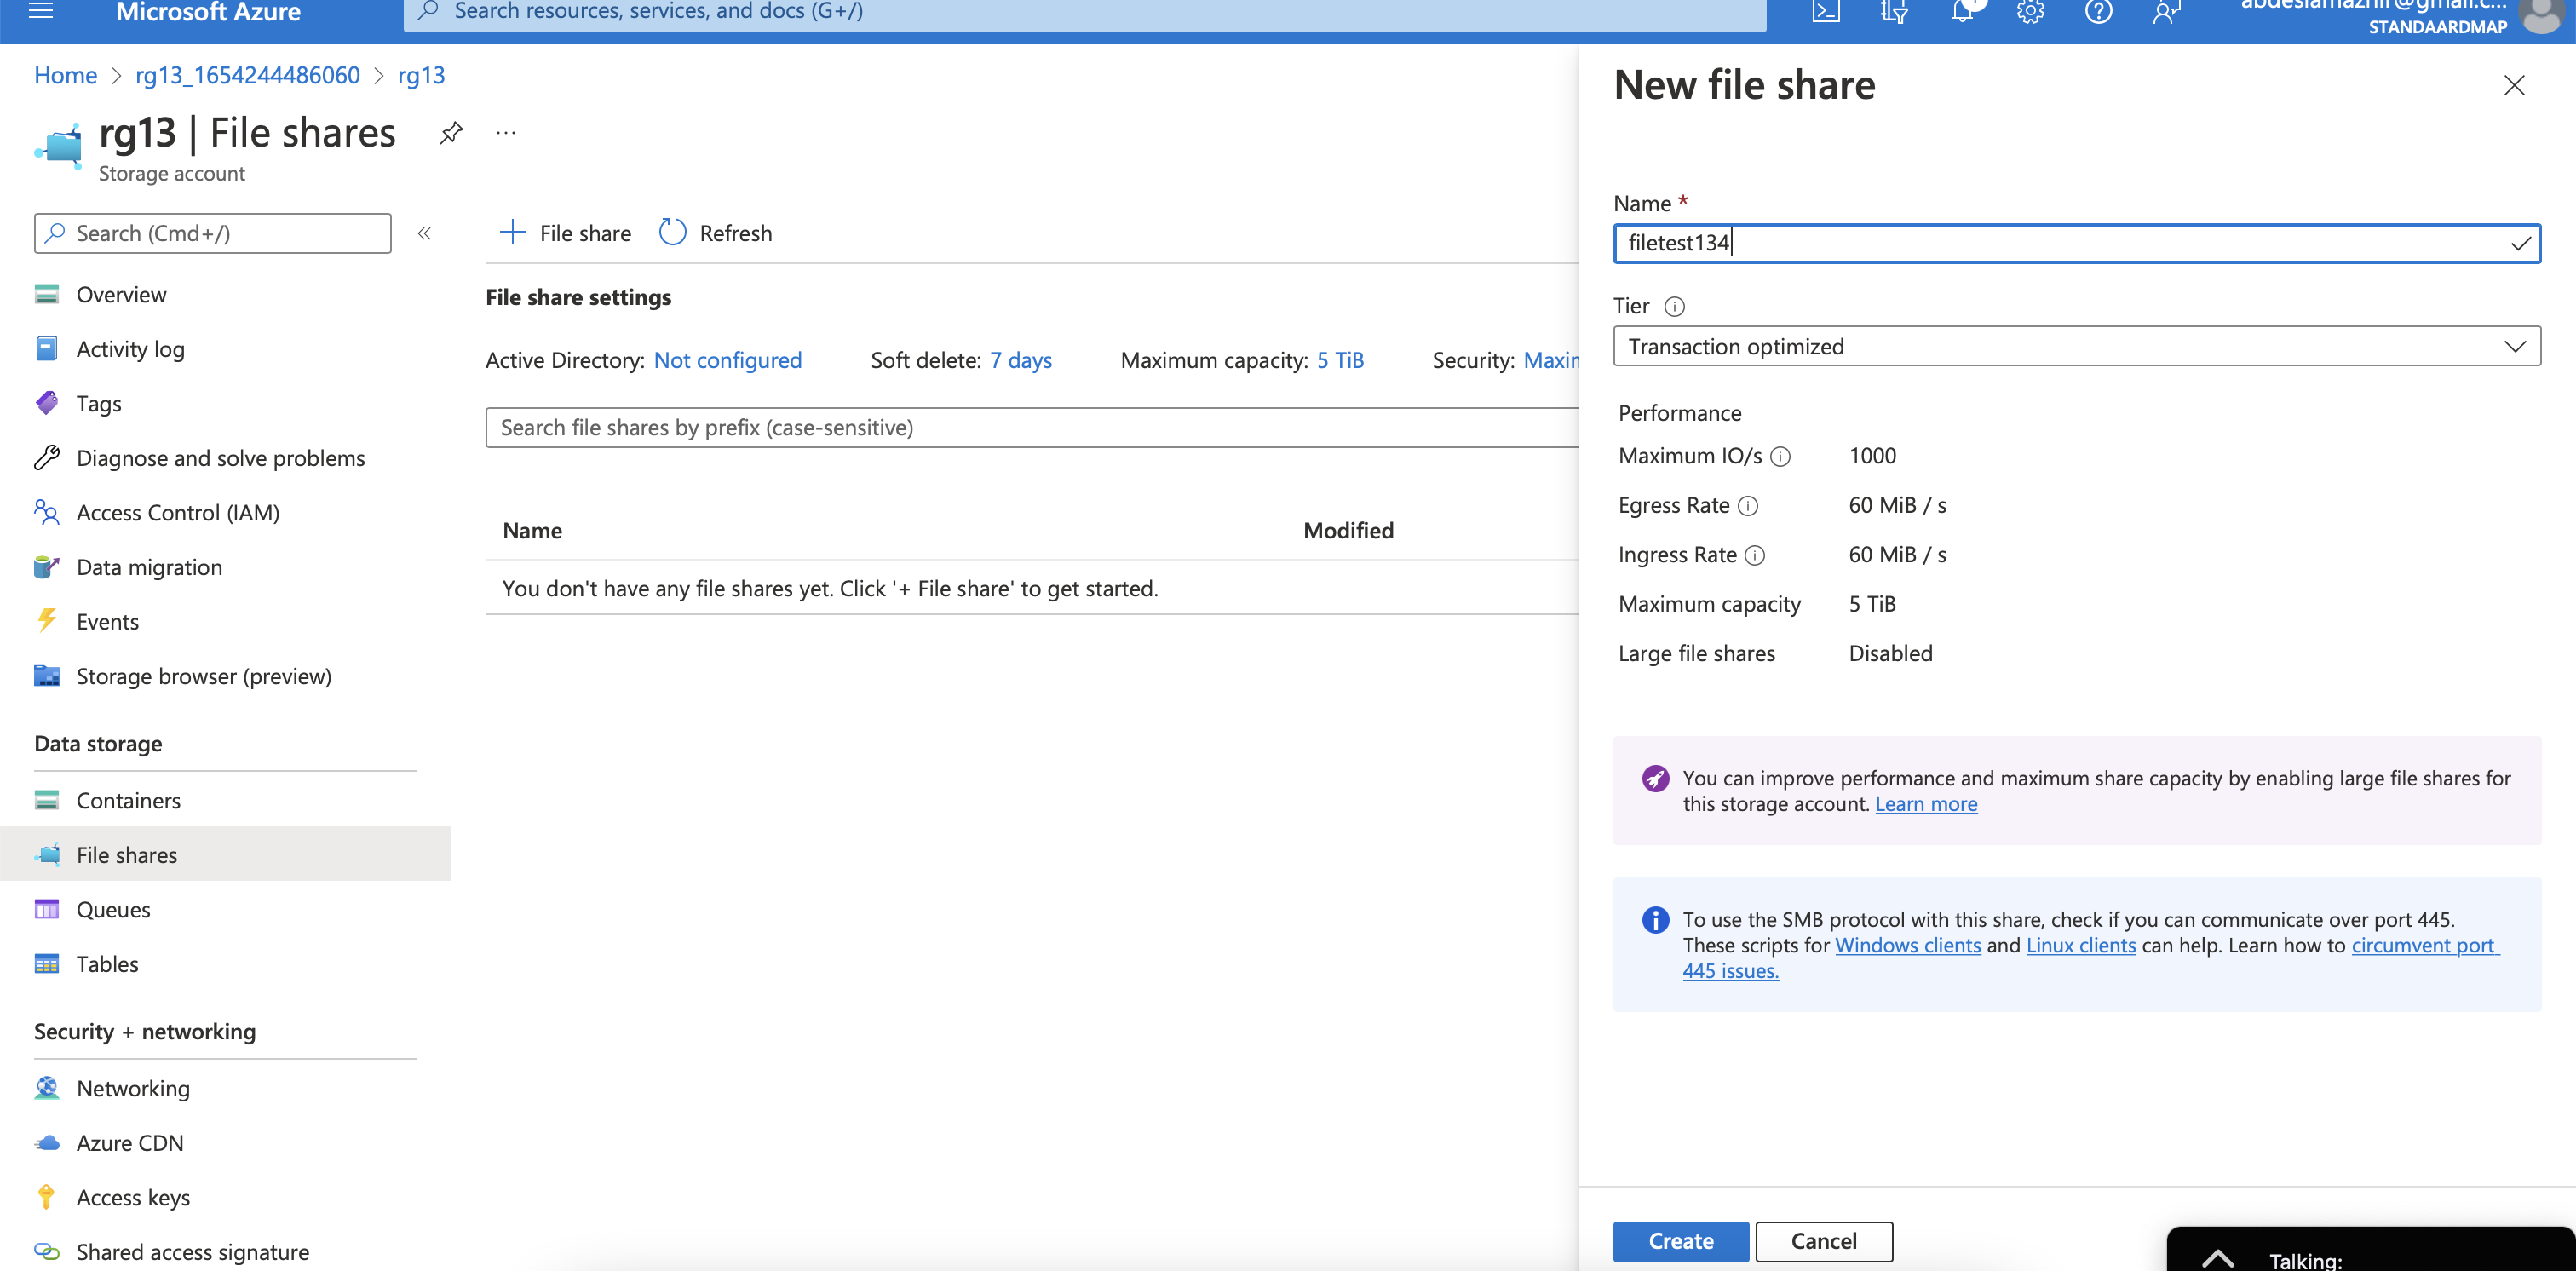 Microsoft Azure
Search resources, services, and docs (G+/)
abdeslamazhir@gmail.c...
STANDAARDMAP
Home > rg13_1654244486060 > rg13
rg13 | File shares
Storage account
Search (Cmd+/)
Overview
Activity log
Tags
Diagnose and solve problems
Access Control (IAM)
Data migration
Events
Storage browser (preview)
Data storage
Containers
File shares
Queues
Tables
Security + networking
Networking
Azure CDN
Access keys
Shared access signature
File share
Refresh
File share settings
Active Directory: Not configured Soft delete: 7 days Maximum capacity: 5 TiB Security: Maxin
Search file shares by prefix (case-sensitive)
Name Modified
You don't have any file shares yet. Click '+ File share' to get started.
New file share
Name *
filetest134
Tier
Transaction optimized
Performance
Maximum IO/s 1000
Egress Rate 60 MiB / s
Ingress Rate 60 MiB / s
Maximum capacity 5 TiB
Large file shares Disabled
You can improve performance and maximum share capacity by enabling large file shares for
this storage account. Learn more
To use the SMB protocol with this share, check if you can communicate over port 445.
These scripts for Windows clients and Linux clients can help. Learn how to circumvent port
445 issues.
Create
Cancel
Talking: